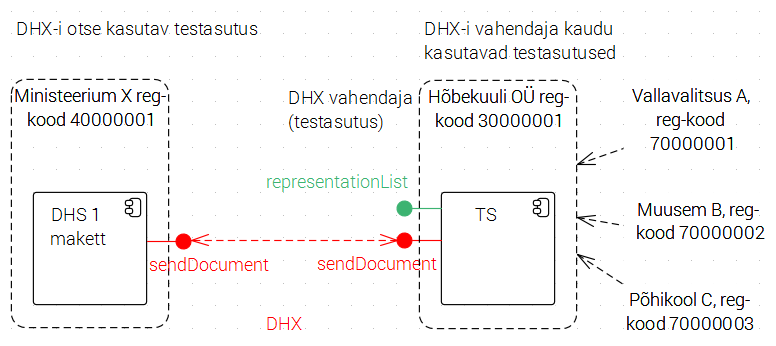 DHX-i otse kasutav testasutus
DHX-i vahendaja kaudu
kasutavad testasutused
Ministeerium X reg-
kood 40000001
DHX vahendaja
(testasutus)
Hõbekuuli OÜ reg-
kood 30000001
Vallavalitsus A,
reg-kood
70000001
representationList
DHS 1
makett
TS
Muusem B, reg-
kood 70000002
sendDocument
sendDocument
Põhikool C, reg-
kood 70000003
DHX